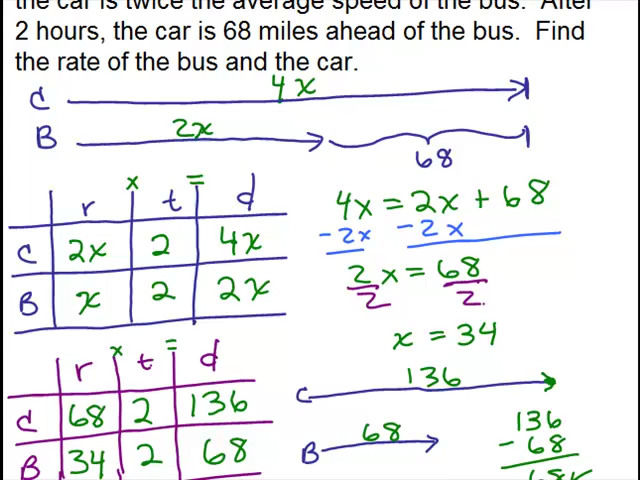 the car is twice the average speed of the bus. After
2 hours, the car is 68 miles ahead of the bus. Find
the rate of the bus and the car.
C 4x
B 2x 68
r x t = d
C 2x 2 4x
B x 2 2x
4x = 2x + 68
- 2x - 2x
2x = 68
2 2
x = 34
r x t = d
C 68 2 136
B 34 2 68
C 136
B 68
136
- 68
68